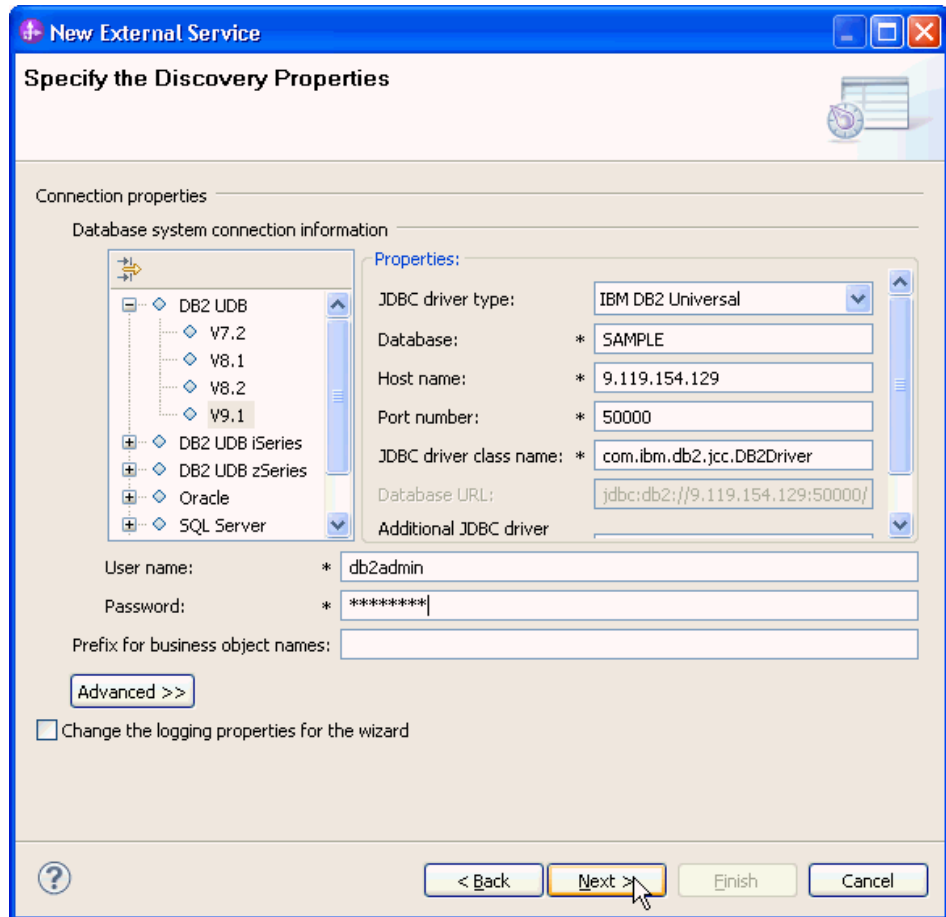 New External Service
Specify the Discovery Properties
Connection properties
Database system connection information
DB2 UDB
V7.2
V8.1
V8.2
V9.1
DB2 UDB iSeries
DB2 UDB zSeries
Oracle
SQL Server
Properties:
JDBC driver type: IBM DB2 Universal
Database: * SAMPLE
Host name: * 9.119.154.129
Port number: * 50000
JDBC driver class name: * com.ibm.db2.jcc.DB2Driver
Database URL: jdbc:db2://9.119.154.129:50000/
Additional JDBC driver
User name: * db2admin
Password: * ********
Prefix for business object names:
Advanced >>
Change the logging properties for the wizard
? < Back Next > Finish Cancel